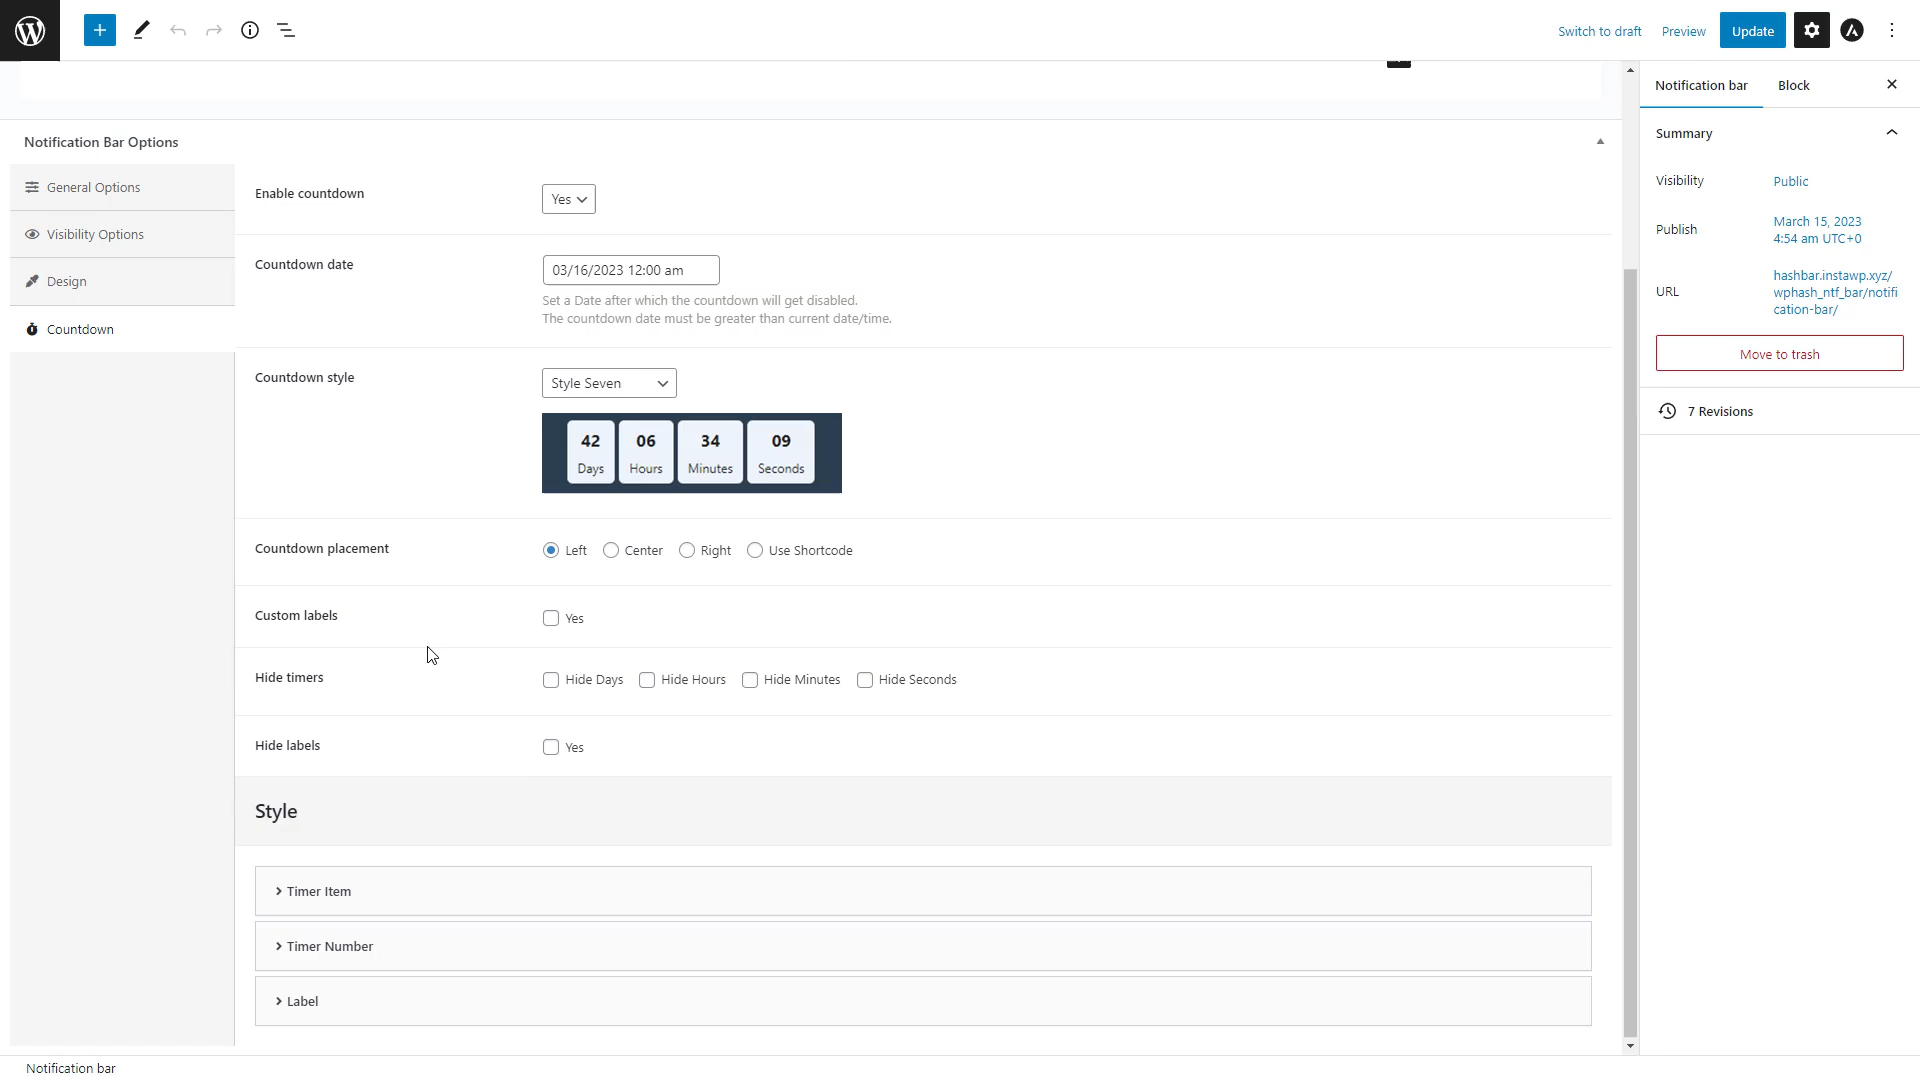 Switch to draft
Preview
Update
Notification bar
Block
Summary
Visibility
Public
Publish
March 15, 2023
4:54 am UTC+0
URL
hashbar.instawp.xyz/
wphash_ntf_bar/notifi
cation-bar/
Move to trash
7 Revisions
Notification Bar Options
General Options
Visibility Options
Design
Countdown
Enable countdown
Yes
Countdown date
03/16/2023 12:00 am
Set a Date after which the countdown will get disabled.
The countdown date must be greater than current date/time.
Countdown style
Style Seven
42 06 34 09
Days Hours Minutes Seconds
Countdown placement
Left Center Right Use Shortcode
Custom labels
Yes
Hide timers
Hide Days Hide Hours Hide Minutes Hide Seconds
Hide labels
Yes
Style
Timer Item
Timer Number
Label
Notification bar